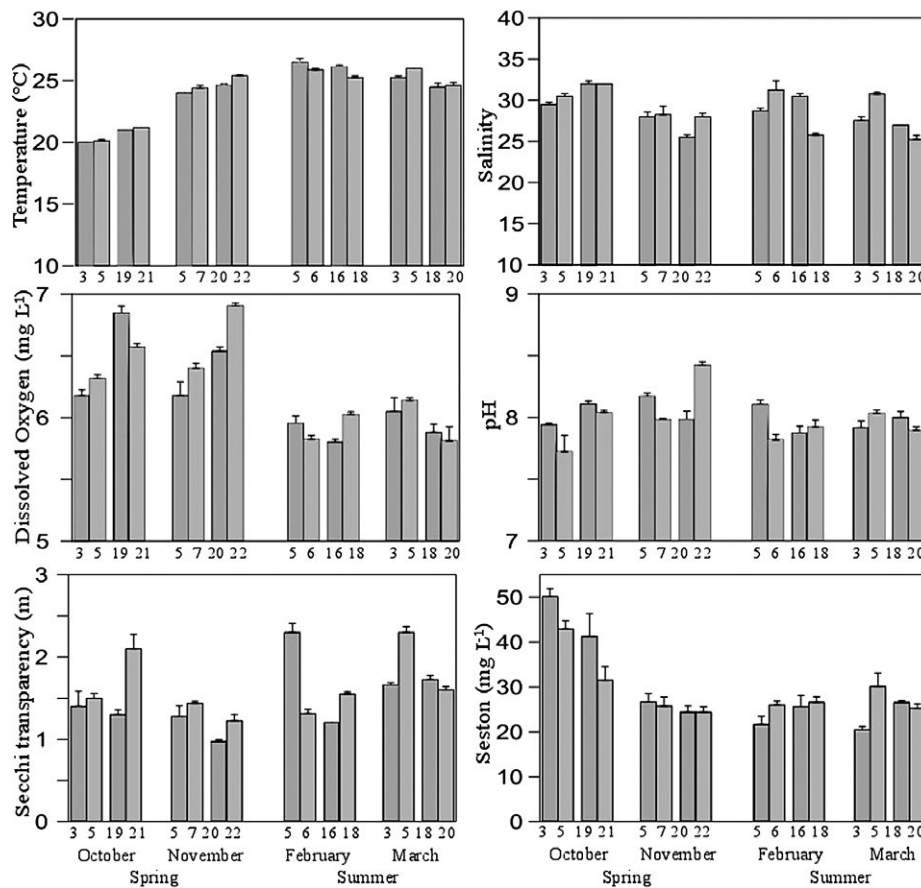 Temperature (°C)
30
25
20
15
10
3 5 19 21 5 7 20 22 5 6 16 18 3 5 18 20
Salinity
40
35
30
25
20
15
10
3 5 19 21 5 7 20 22 5 6 16 18 3 5 18 20
Dissolved Oxygen (mg L-1)
7
6
5
3 5 19 21 5 7 20 22 5 6 16 18 3 5 18 20
pH
9
8
7
3 5 19 21 5 7 20 22 5 6 16 18 3 5 18 20
Secchi transparency (m)
3
2
1
0
3 5 19 21 5 7 20 22 5 6 16 18 3 5 18 20
October November February March
Spring Summer
Seston (mg L-1)
50
40
30
20
10
0
3 5 19 21 5 7 20 22 5 6 16 18 3 5 18 20
October November February March
Spring Summer